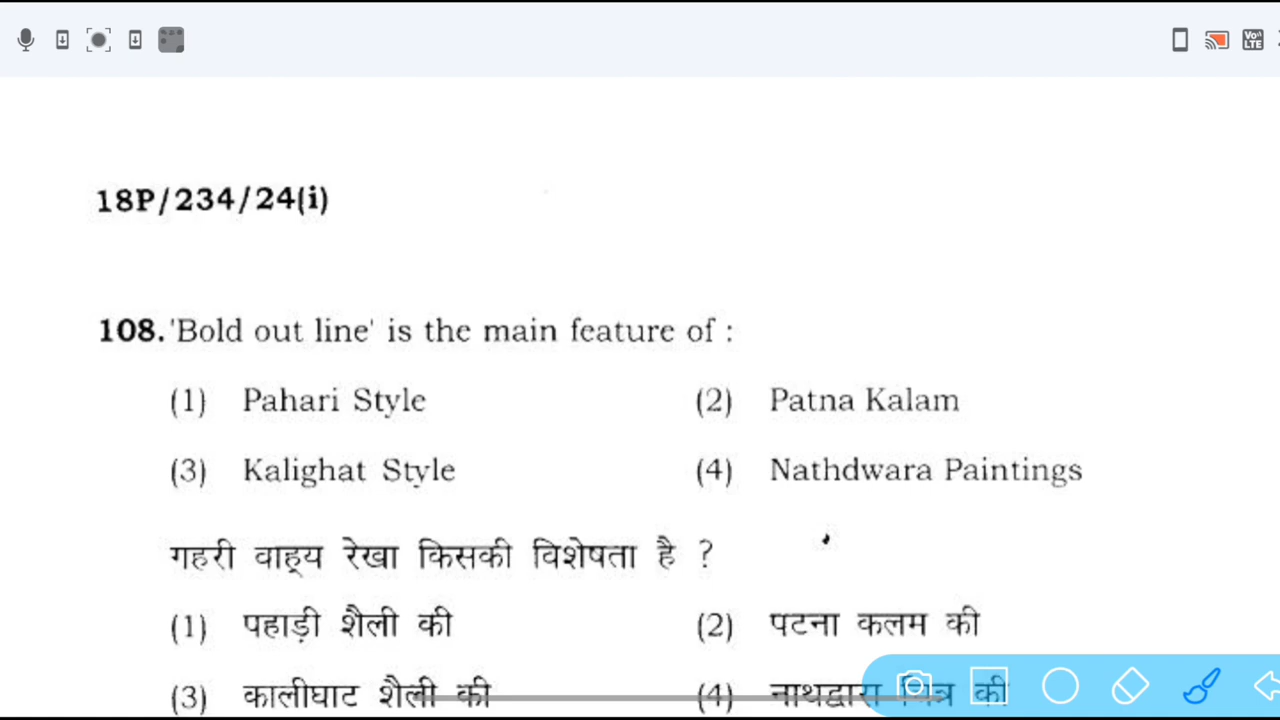 18P/234/24(i)
108. 'Bold out line' is the main feature of :
(1) Pahari Style (2) Patna Kalam
(3) Kalighat Style (4) Nathdwara Paintings
गहरी वाह्य रेखा किसकी विशेषता है ?
(1) पहाड़ी शैली की (2) पटना कलम की
(3) कालीघाट शैली की (4) नाथद्वारा चित्र की